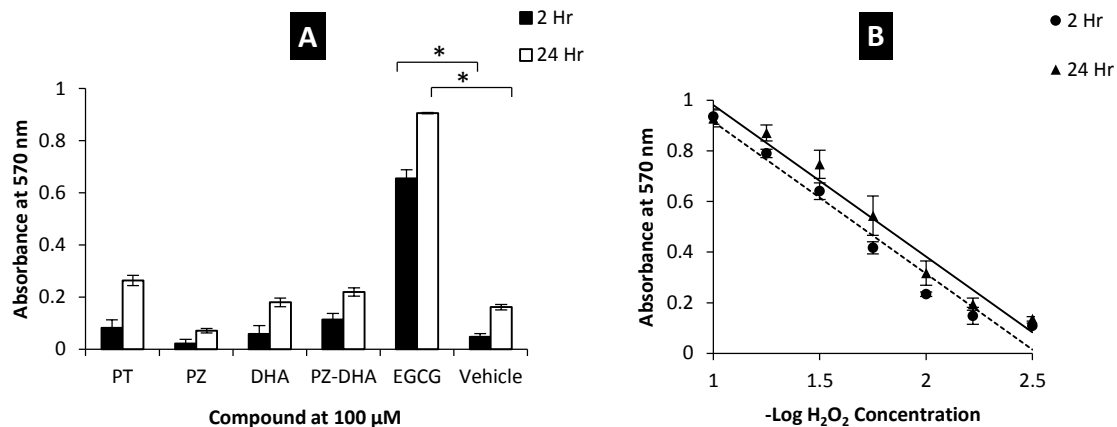 A
2 Hr
24 Hr
*
*
Absorbance at 570 nm
1
0.8
0.6
0.4
0.2
0
PT PZ DHA PZ-DHA EGCG Vehicle
Compound at 100 µM
B
2 Hr
24 Hr
Absorbance at 570 nm
1
0.8
0.6
0.4
0.2
0
1 1.5 2 2.5
-Log H₂O₂ Concentration